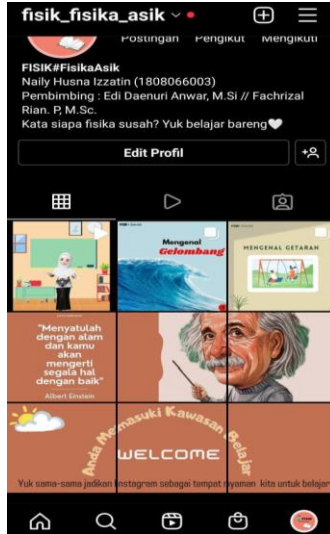 fisik_fisika_asik
Postingan Pengikut Mengikuti
FISIK#FisikaAsik
Naily Husna Izzatin (1808066003)
Pembimbing : Edi Daenuri Anwar, M.Si // Fachrizal
Rian. P, M.Sc.
Kata siapa fisika susah? Yuk belajar bareng🤍
Edit Profil
Mengenal
Gelombang
MENGENAL GETARAN
"Menyatulah
dengan alam
dan kamu
akan
mengerti
segala hal
dengan baik"
Albert Einstein
Anda Memasuki Kawasan Belajar
WELCOME
Yuk sama-sama jadikan Instagram sebagai tempat nyaman kita untuk belajar